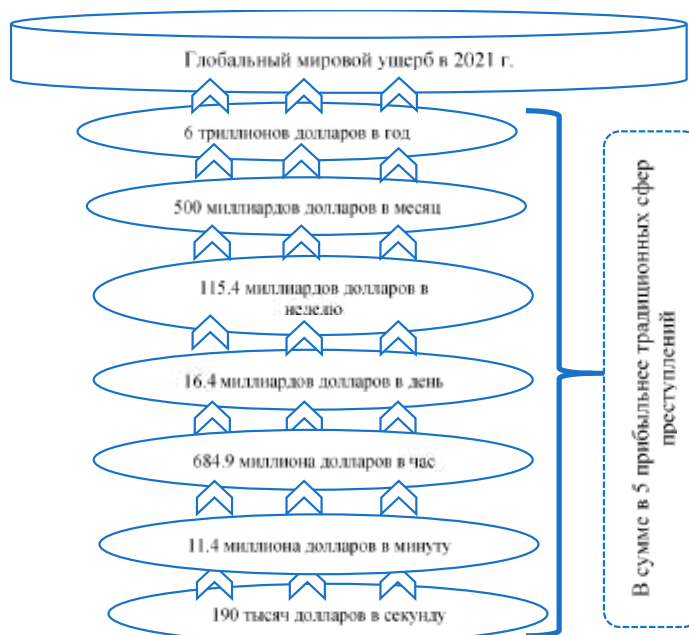 Глобальный мировой ущерб в 2021 г.
6 триллионов долларов в год
500 миллиардов долларов в месяц
115.4 миллиардов долларов в
неделю
16.4 миллиардов долларов в день
684.9 миллиона долларов в час
11.4 миллиона долларов в минуту
190 тысяч долларов в секунду
В сумме в 5 прибыльнее традиционных сфер
преступлений